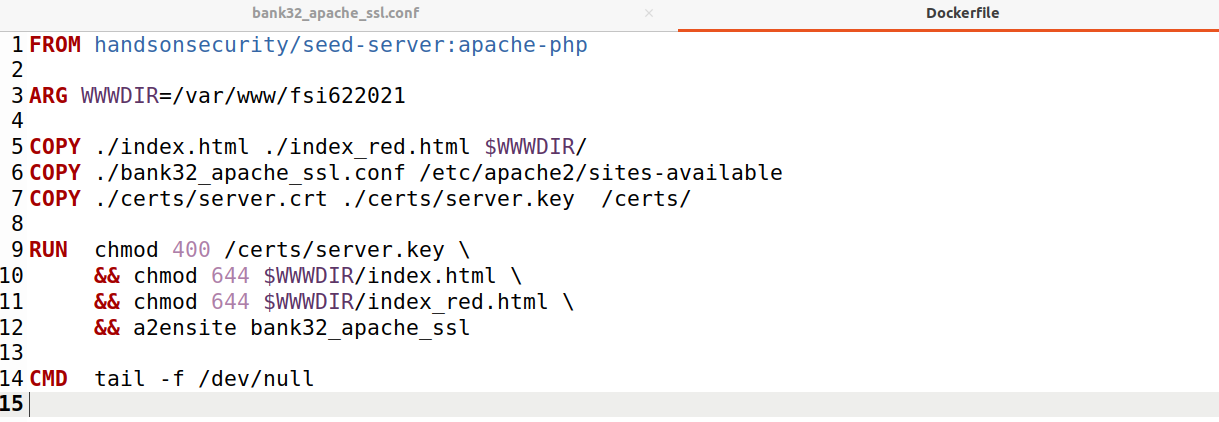 bank32_apache_ssl.conf × Dockerfile
1 FROM handsonsecurity/seed-server:apache-php
2
3 ARG WWWDIR=/var/www/fsi622021
4
5 COPY ./index.html ./index_red.html $WWWDIR/
6 COPY ./bank32_apache_ssl.conf /etc/apache2/sites-available
7 COPY ./certs/server.crt ./certs/server.key  /certs/
8
9 RUN  chmod 400 /certs/server.key \
10      && chmod 644 $WWWDIR/index.html \
11      && chmod 644 $WWWDIR/index_red.html \
12      && a2ensite bank32_apache_ssl
13
14 CMD  tail -f /dev/null
15